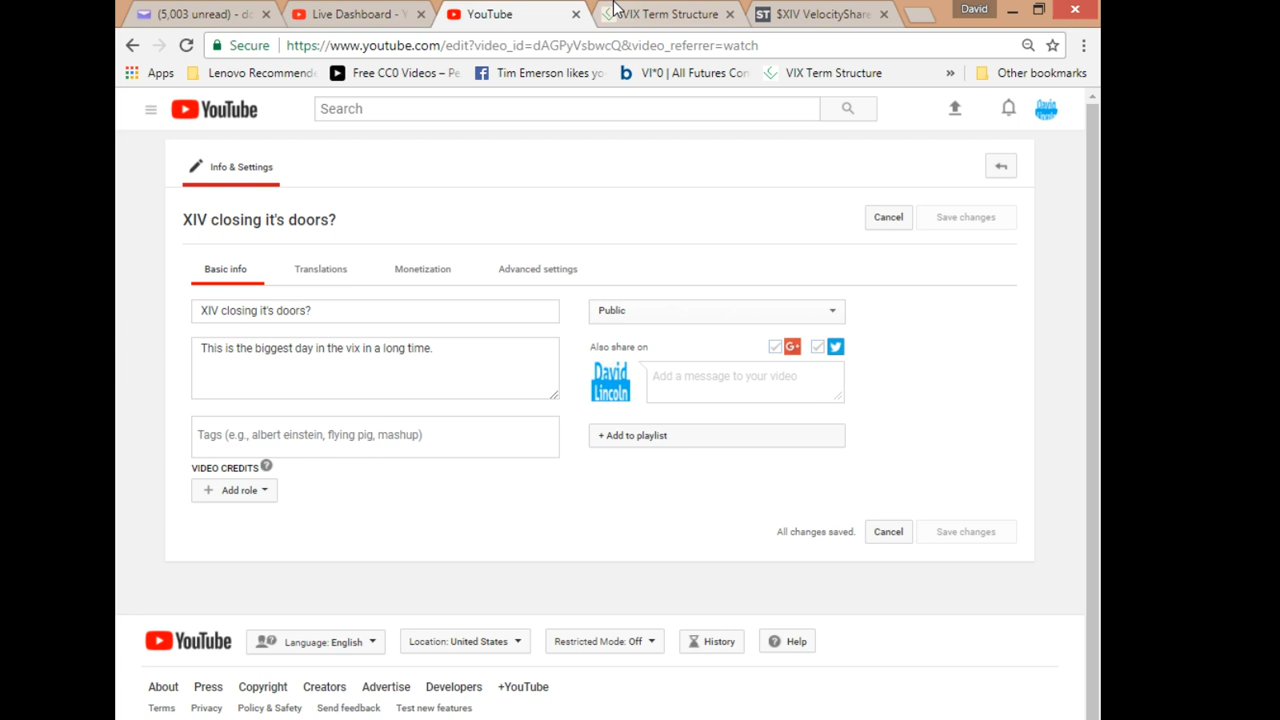 (5,003 unread) - d
Live Dashboard - Y
YouTube
VIX Term Structure
ST $XIV VelocityShare
David
Secure https://www.youtube.com/edit?video_id=dAGPyVsbwcQ&video_referrer=watch
Apps Lenovo Recommend Free CC0 Videos – Pe Tim Emerson likes yo VI*0 | All Futures Con VIX Term Structure » Other bookmarks
YouTube Search David Lincoln
Info & Settings
XIV closing it's doors? Cancel Save changes
Basic info Translations Monetization Advanced settings
XIV closing it's doors? Public
This is the biggest day in the vix in a long time. Also share on G+
David Lincoln Add a message to your video
Tags (e.g., albert einstein, flying pig, mashup) + Add to playlist
VIDEO CREDITS ?
+ Add role
All changes saved. Cancel Save changes
YouTube Language: English Location: United States Restricted Mode: Off History Help
About Press Copyright Creators Advertise Developers +YouTube
Terms Privacy Policy & Safety Send feedback Test new features